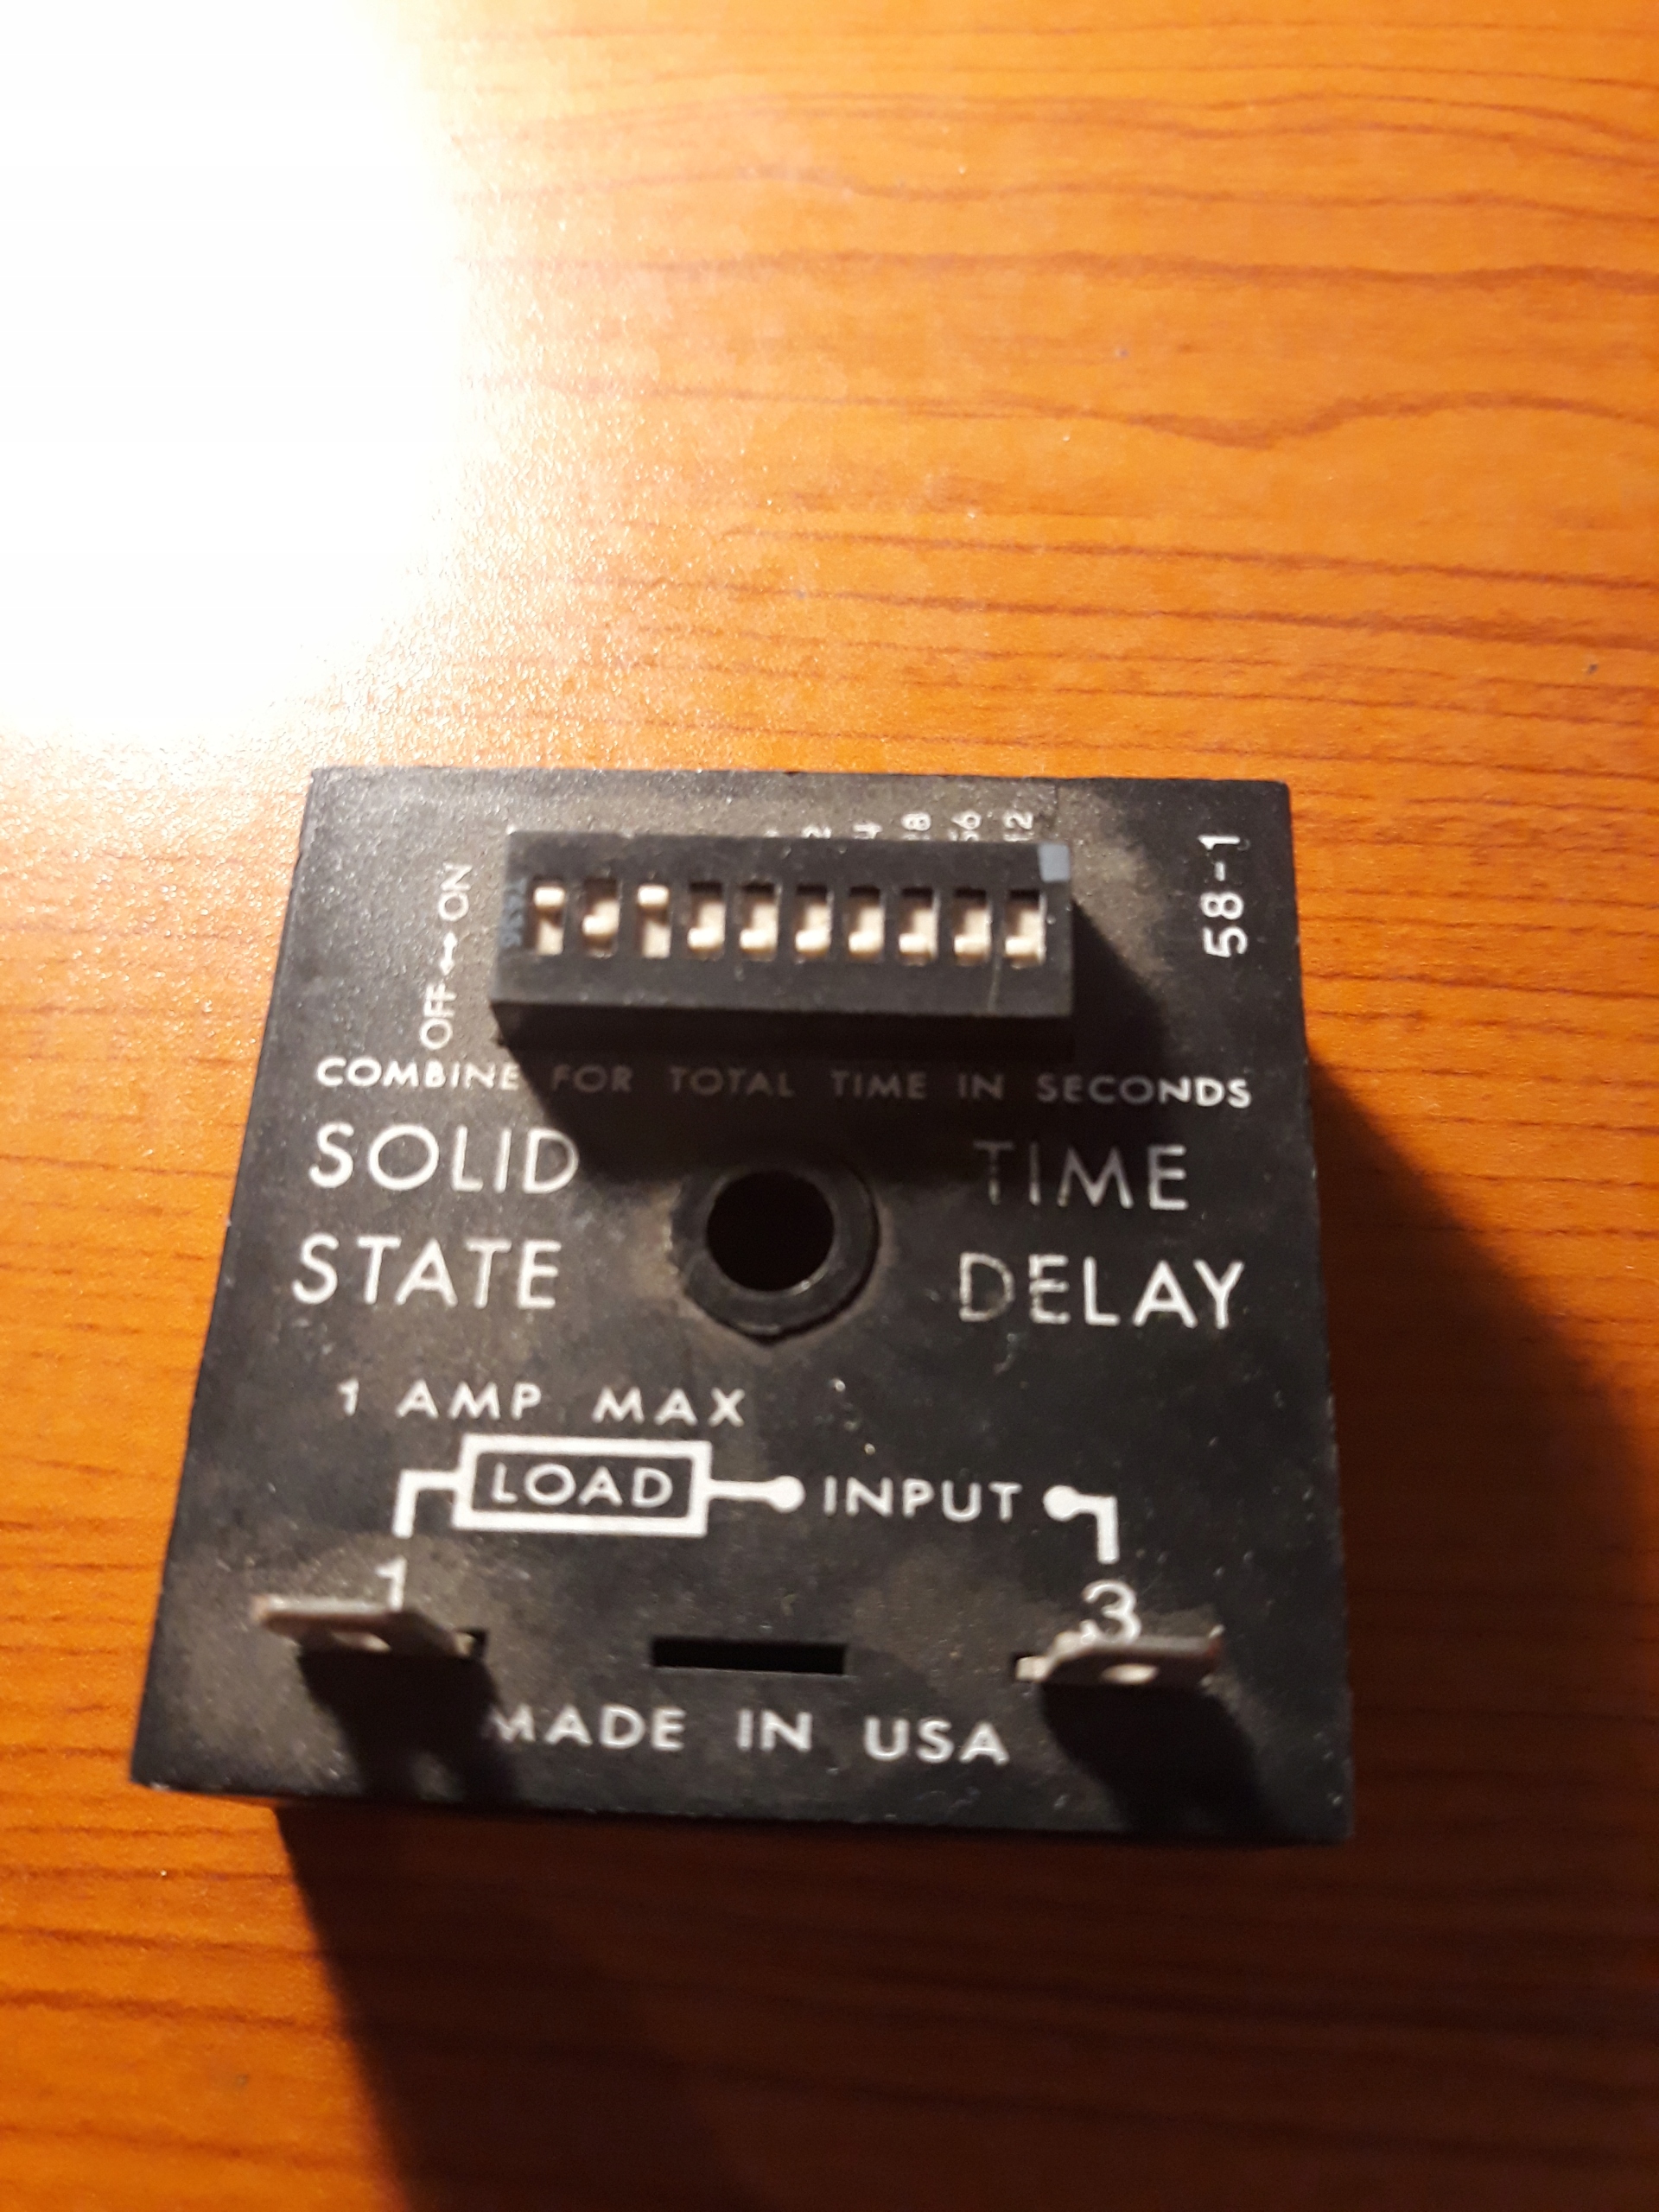 OFF↔ON
58-1
COMBINE FOR TOTAL TIME IN SECONDS
SOLID TIME
STATE DELAY
1 AMP MAX
LOAD INPUT
1 3
MADE IN USA